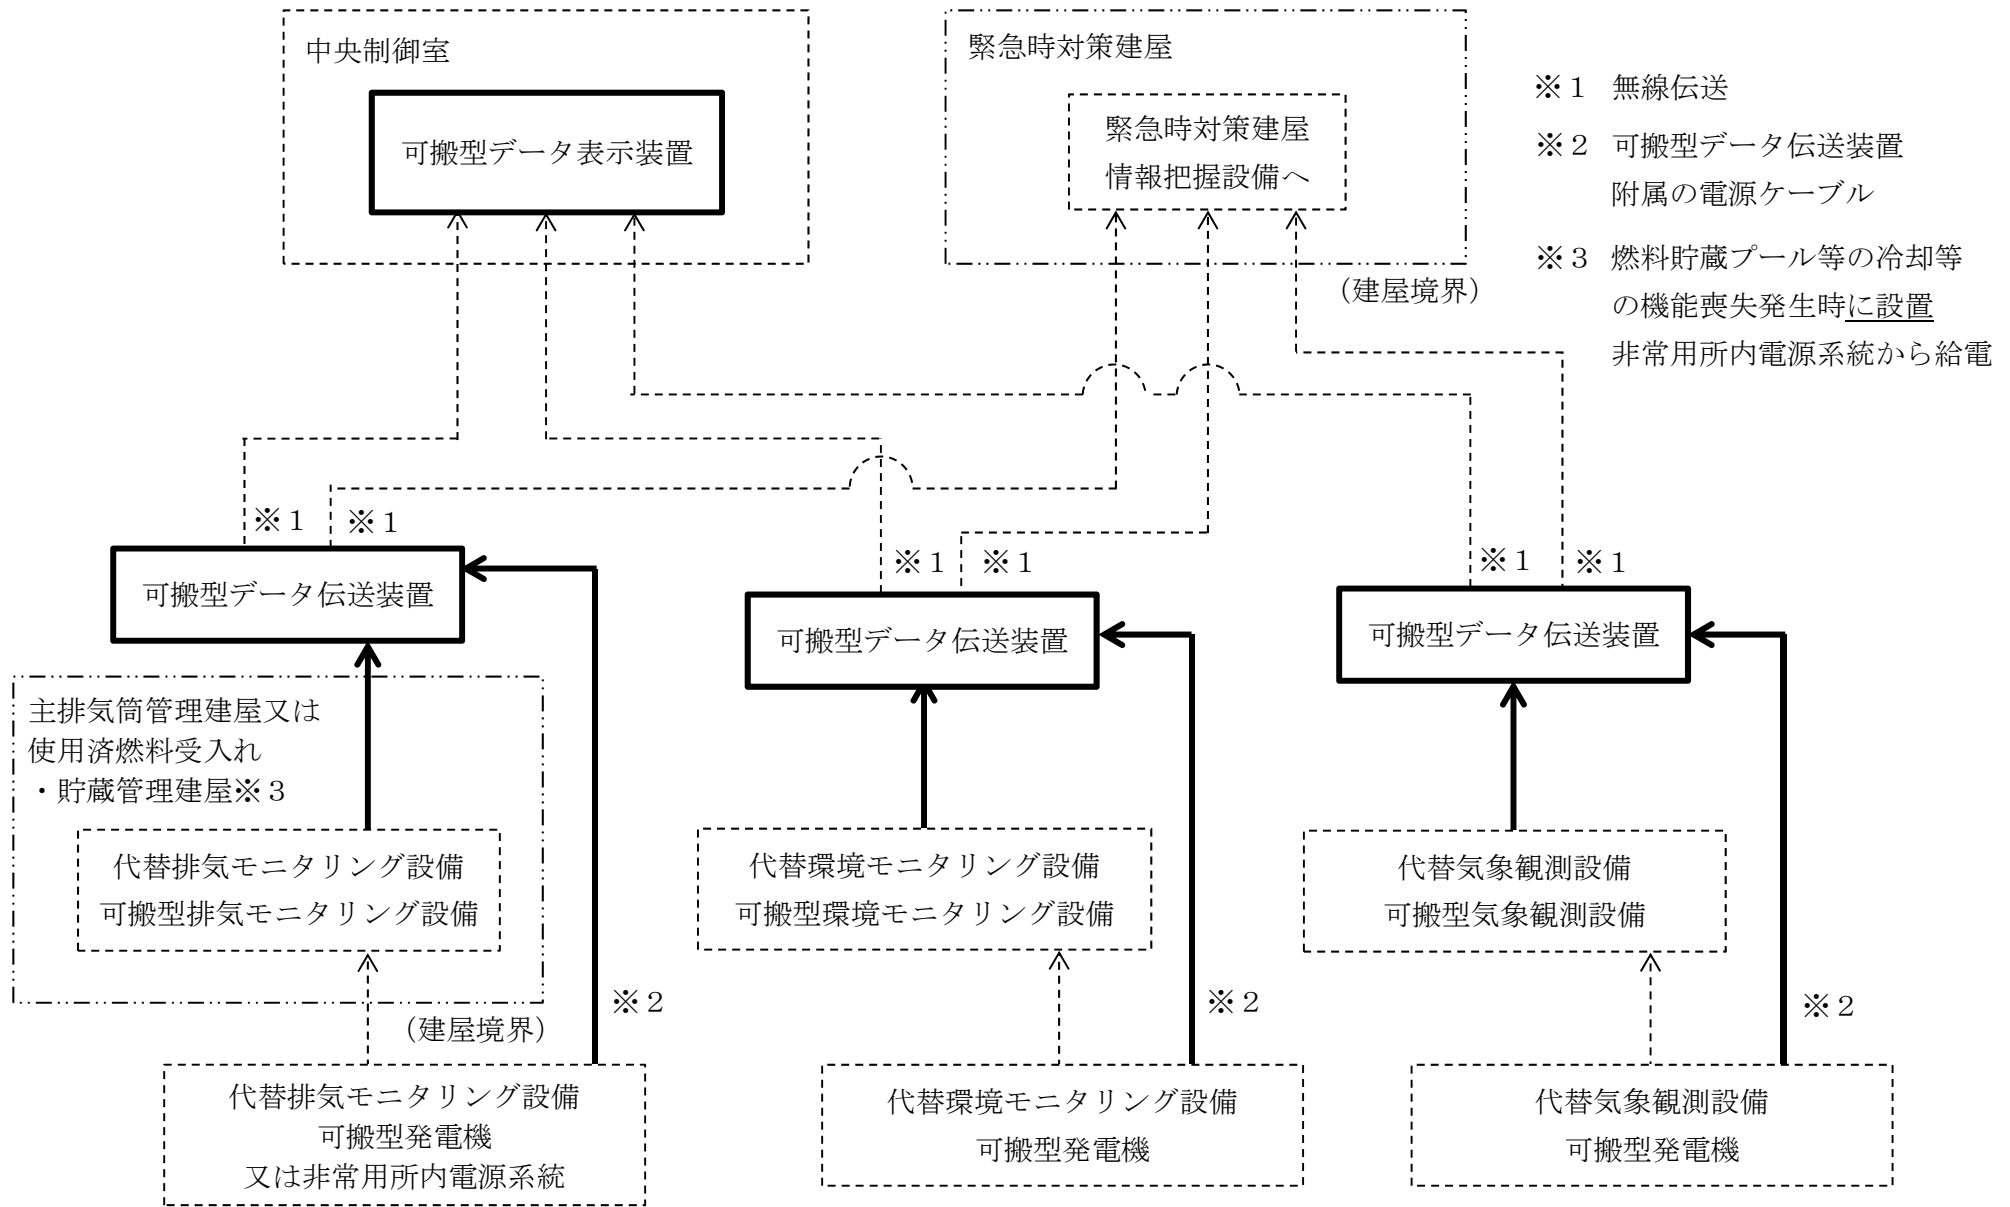 中央制御室
可搬型データ表示装置
緊急時対策建屋
緊急時対策建屋
情報把握設備へ
（建屋境界）
※１ 無線伝送
※２ 可搬型データ伝送装置
附属の電源ケーブル
※３ 燃料貯蔵プール等の冷却等
の機能喪失発生時に設置
非常用所内電源系統から給電
※１
※１
※１
※１
※１
※１
可搬型データ伝送装置
可搬型データ伝送装置
可搬型データ伝送装置
主排気筒管理建屋又は
使用済燃料受入れ
・貯蔵管理建屋※３
代替排気モニタリング設備
可搬型排気モニタリング設備
（建屋境界）
代替環境モニタリング設備
可搬型環境モニタリング設備
代替気象観測設備
可搬型気象観測設備
※２
※２
※２
代替排気モニタリング設備
可搬型発電機
又は非常用所内電源系統
代替環境モニタリング設備
可搬型発電機
代替気象観測設備
可搬型発電機